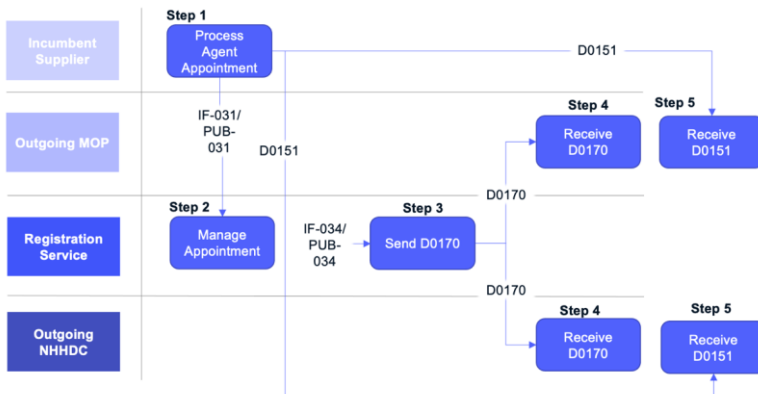 Step 1
Incumbent
Supplier
Process
Agent
Appointment
D0151
IF-031/
PUB-
031
D0151
Step 4
Step 5
Outgoing MOP
Receive
D0170
Receive
D0151
D0170
Step 2
Step 3
Registration
Service
Manage
Appointment
IF-034/
PUB-
034
Send D0170
D0170
Step 4
Step 5
Outgoing
NHHDC
Receive
D0170
Receive
D0151